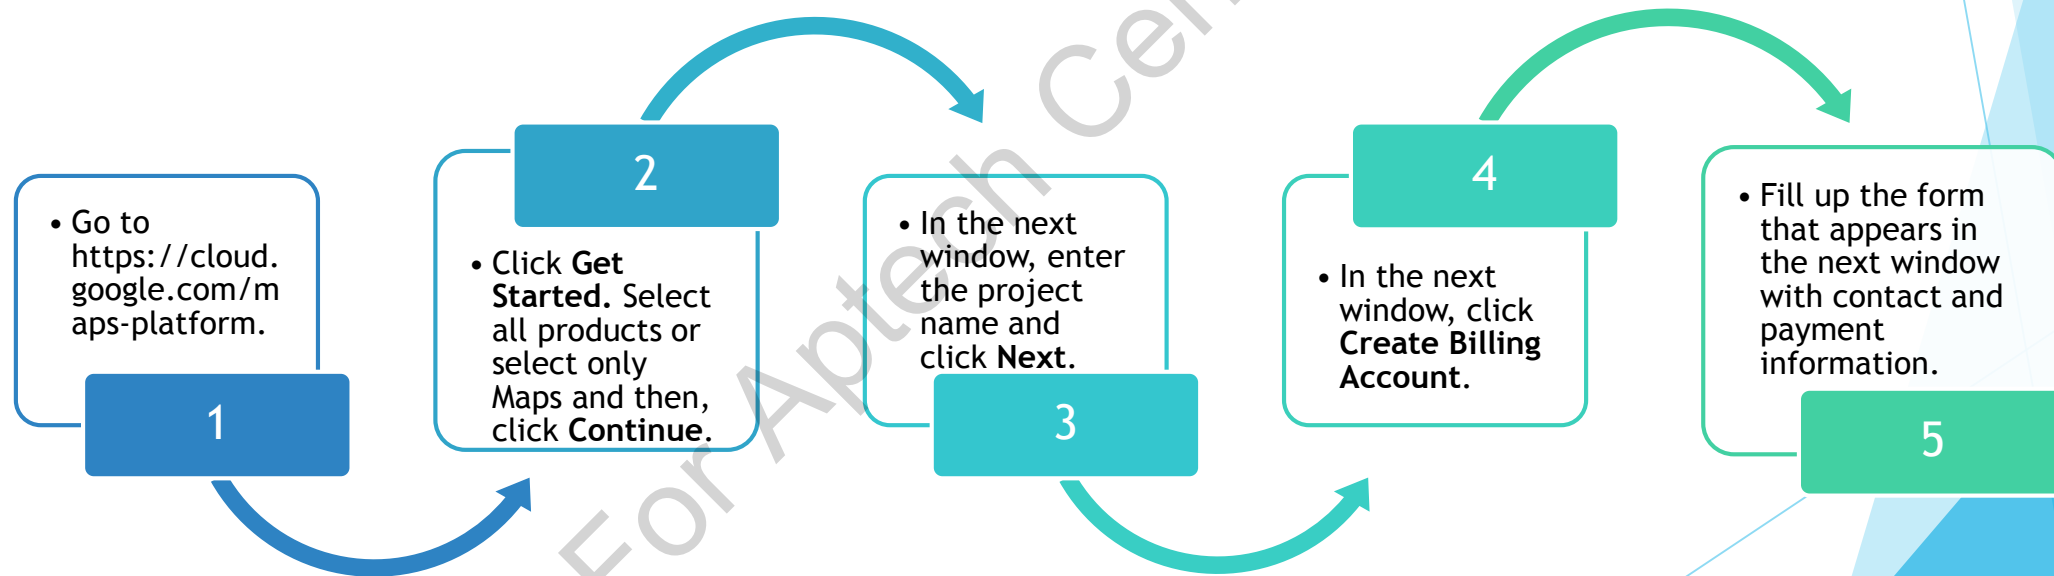 • Go to
https://cloud.
google.com/m
aps-platform.
1
2
• Click Get
Started. Select
all products or
select only
Maps and then,
click Continue.
• In the next
window, enter
the project
name and
click Next.
3
4
• In the next
window, click
Create Billing
Account.
• Fill up the form
that appears in
the next window
with contact and
payment
information.
5
For Aptech Cen